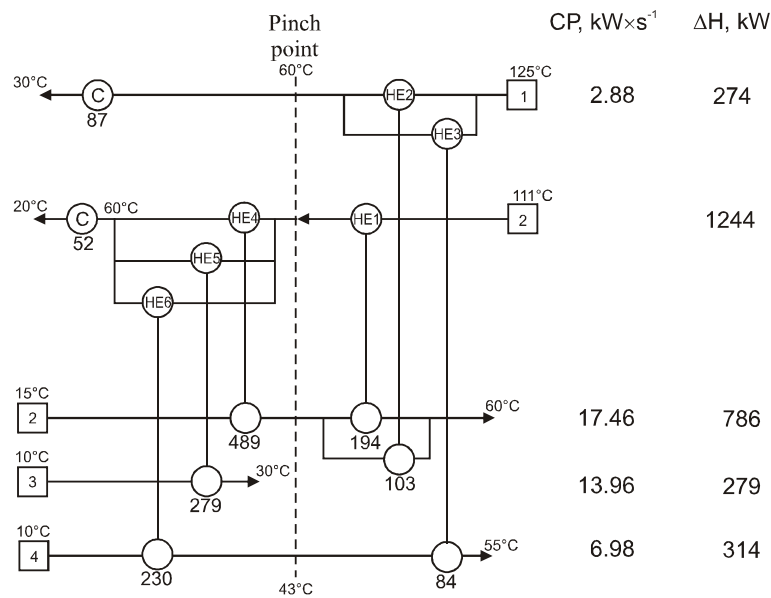 CP, kW×s⁻¹ ΔH, kW
Pinch
point
30°C 60°C 125°C
C HE2 1 2.88 274
87
HE3
20°C 60°C 111°C
C HE4 HE1 2 1244
52
HE5
HE6
15°C 60°C
2 17.46 786
489 194
10°C 30°C
3 103 13.96 279
279
10°C 55°C
4 6.98 314
230 84
43°C